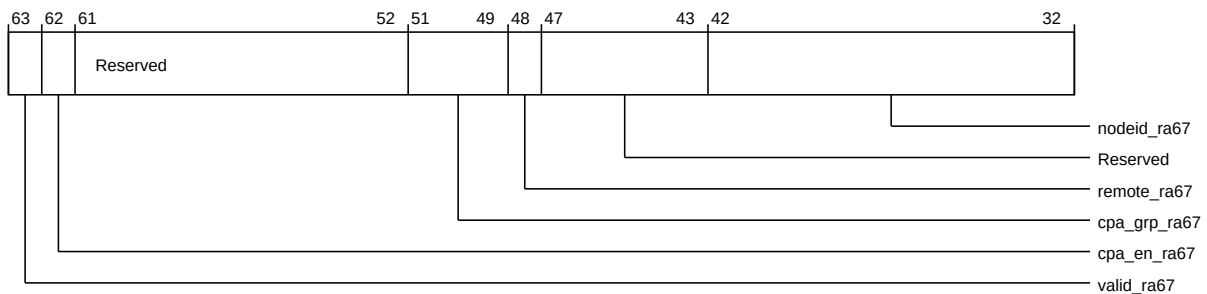 63 62 61 52 51 49 48 47 43 42 32
Reserved
nodeid_ra67
Reserved
remote_ra67
cpa_grp_ra67
cpa_en_ra67
valid_ra67